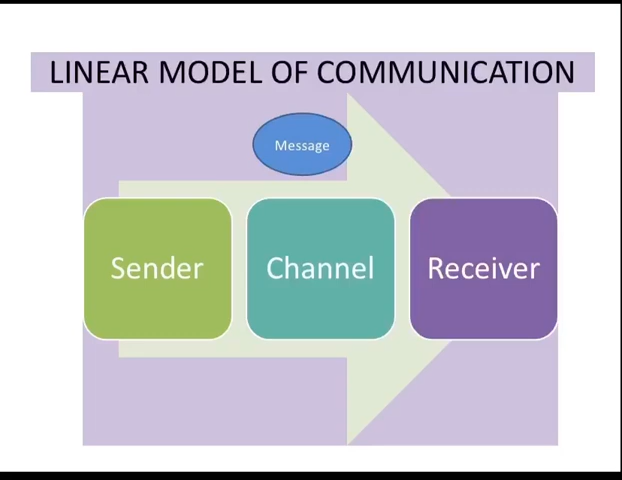 LINEAR MODEL OF COMMUNICATION
Message
Sender
Channel
Receiver